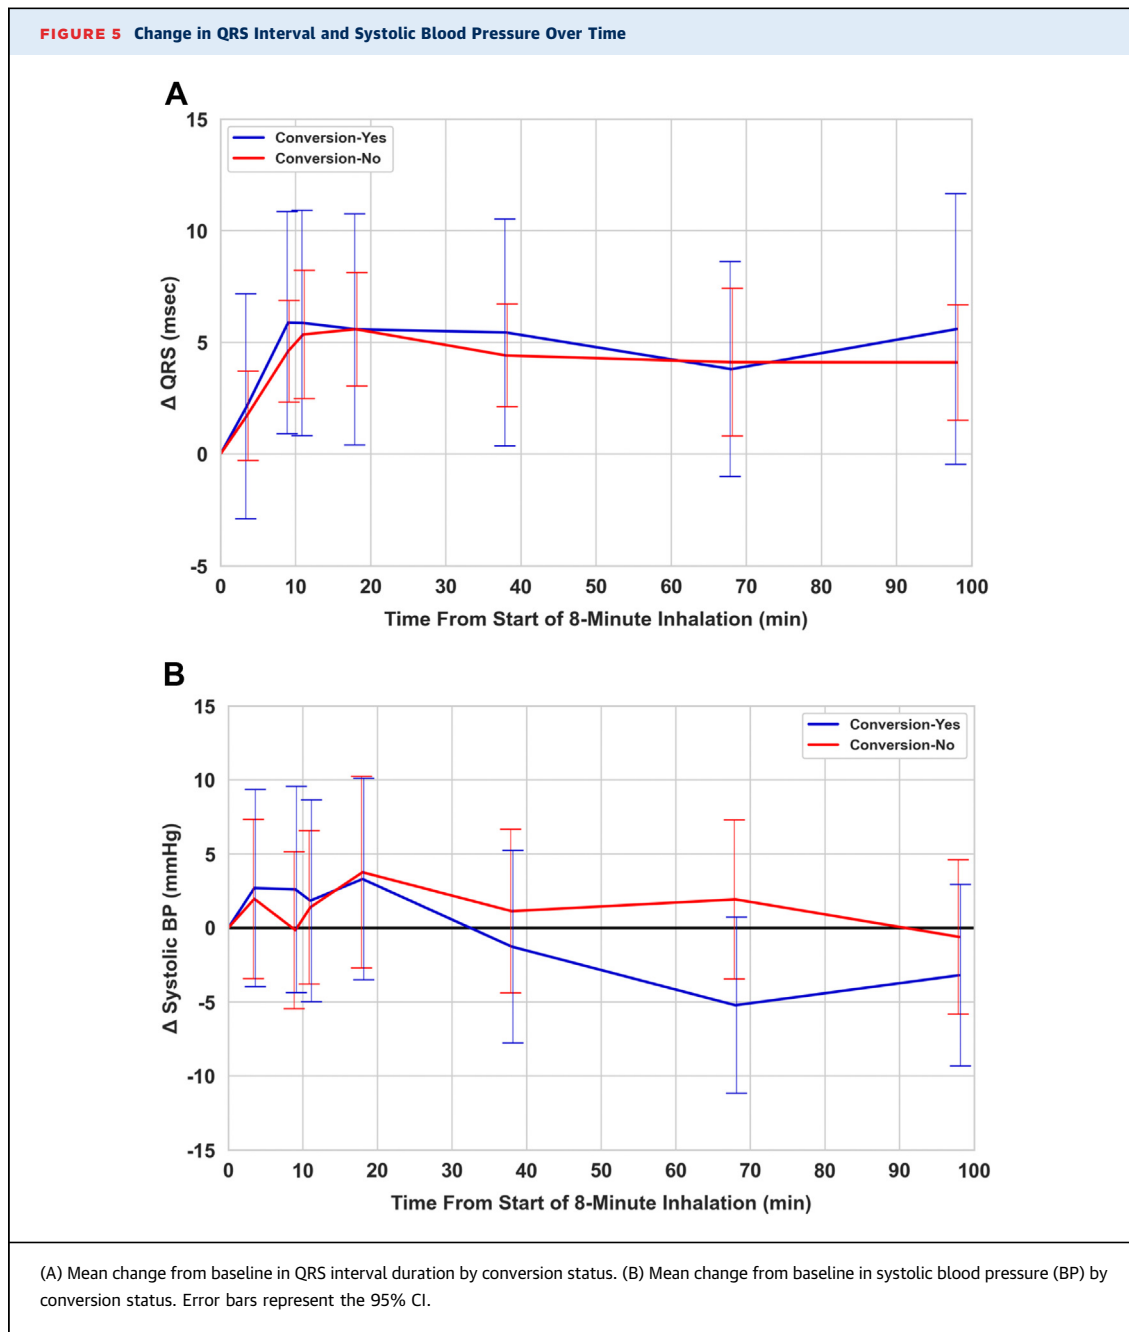 FIGURE 5 Change in QRS Interval and Systolic Blood Pressure Over Time
A
15
Conversion-Yes
Conversion-No
10
5
0
-5
Δ QRS (msec)
0 10 20 30 40 50 60 70 80 90 100
Time From Start of 8-Minute Inhalation (min)
B
15
Conversion-Yes
Conversion-No
10
5
0
-5
-10
-15
Δ Systolic BP (mmHg)
0 10 20 30 40 50 60 70 80 90 100
Time From Start of 8-Minute Inhalation (min)
(A) Mean change from baseline in QRS interval duration by conversion status. (B) Mean change from baseline in systolic blood pressure (BP) by
conversion status. Error bars represent the 95% CI.